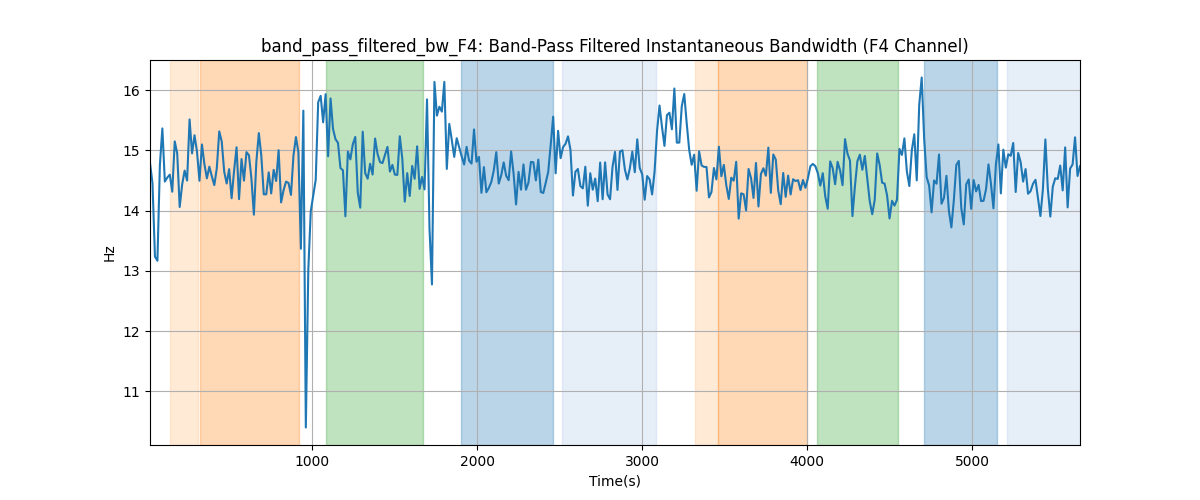 band_pass_filtered_bw_F4: Band-Pass Filtered Instantaneous Bandwidth (F4 Channel)
16
15
14
13
12
11
Hz
1000 2000 3000 4000 5000
Time(s)